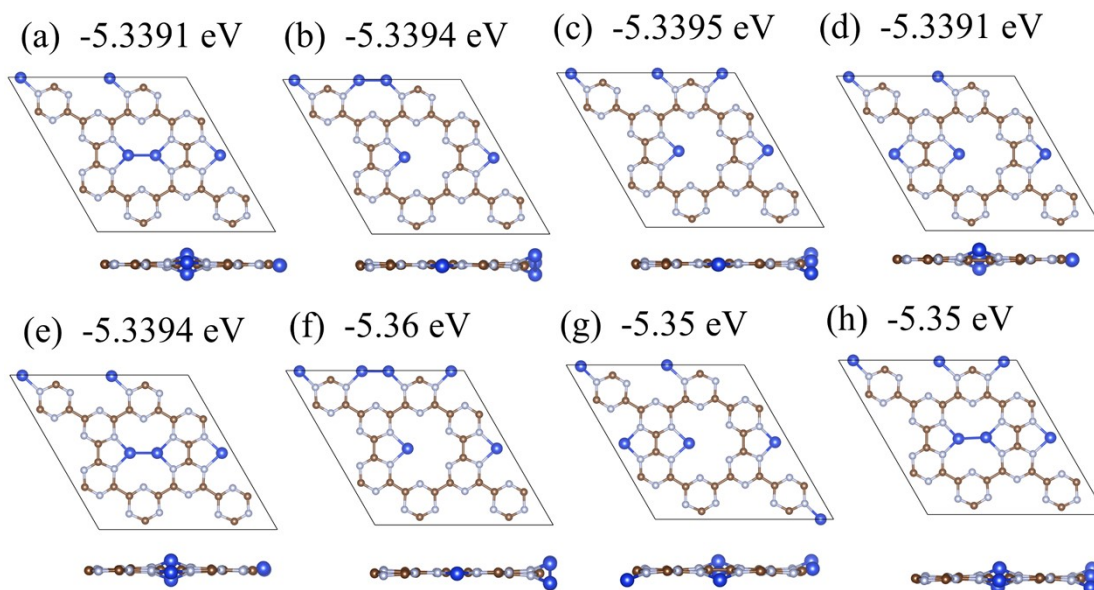 (a) -5.3391 eV
(b) -5.3394 eV
(c) -5.3395 eV
(d) -5.3391 eV
(e) -5.3394 eV
(f) -5.36 eV
(g) -5.35 eV
(h) -5.35 eV